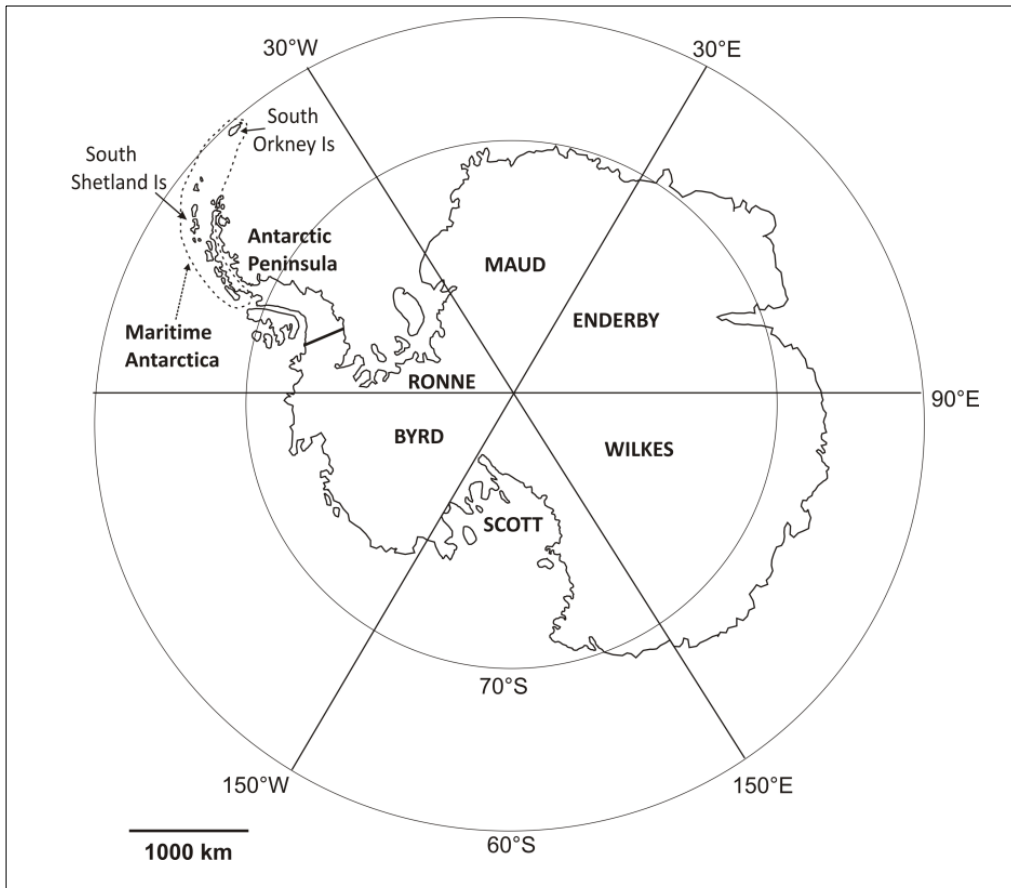 30°W
30°E
South
Orkney Is
South
Shetland Is
Antarctic
Peninsula
MAUD
ENDERBY
Maritime
Antarctica
RONNE
90°E
BYRD
WILKES
SCOTT
70°S
150°W
150°E
60°S
1000 km